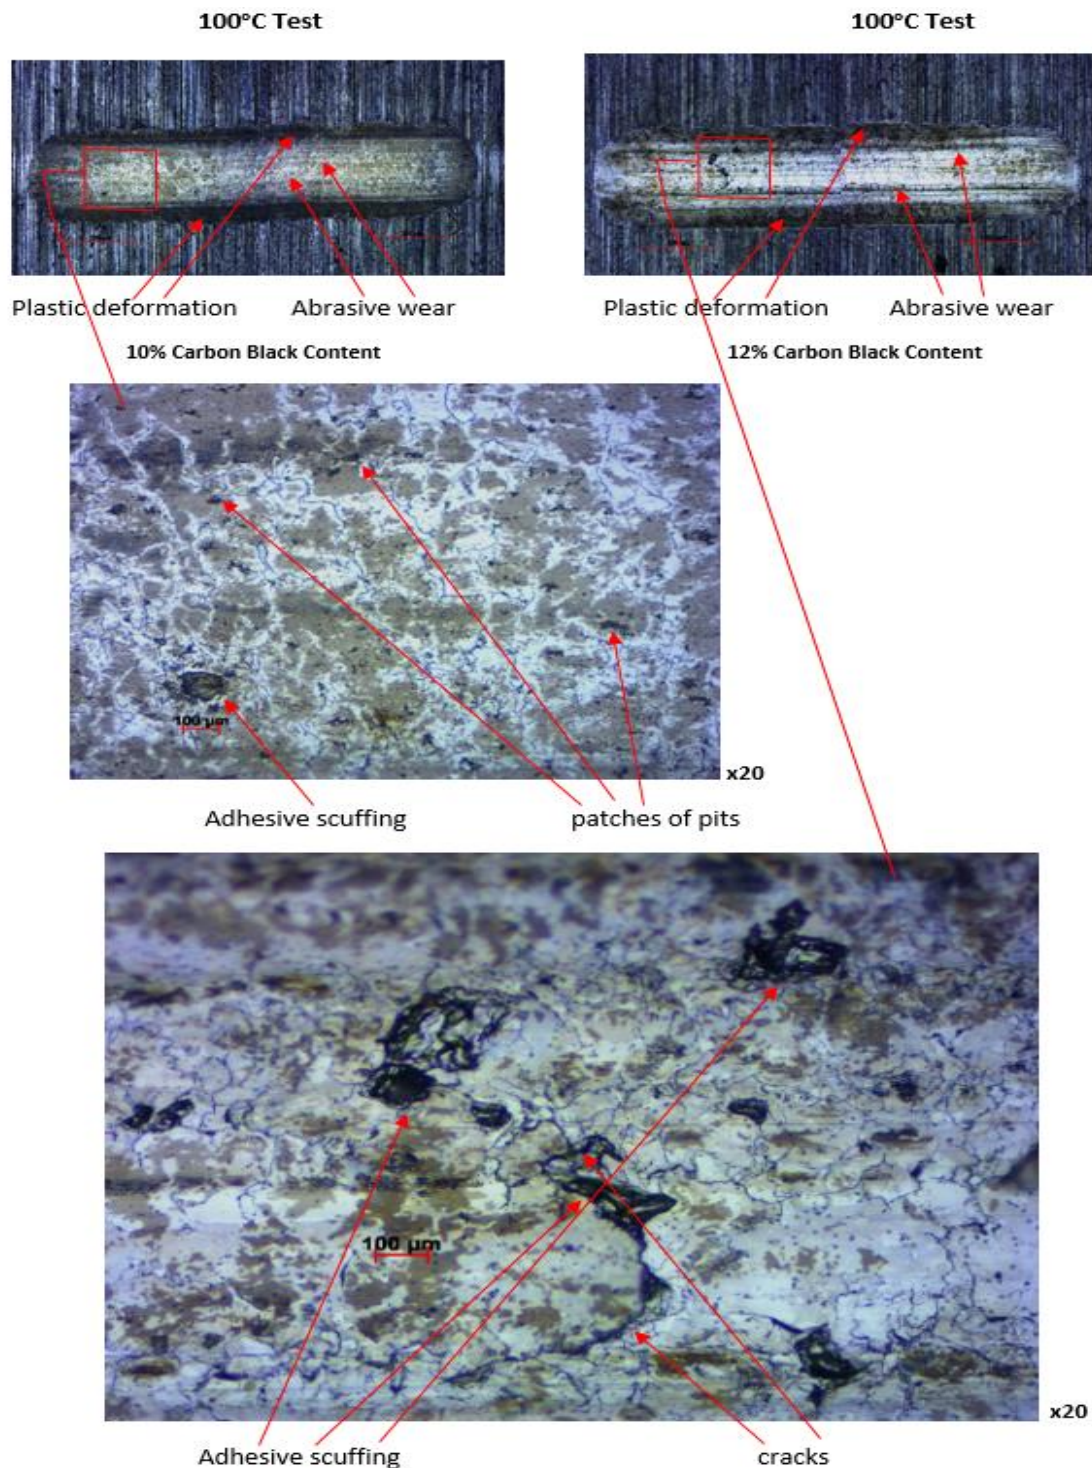 100°C Test
100°C Test
Plastic deformation
Abrasive wear
Plastic deformation
Abrasive wear
10% Carbon Black Content
12% Carbon Black Content
100 µm
x20
Adhesive scuffing
patches of pits
100 µm
x20
Adhesive scuffing
cracks